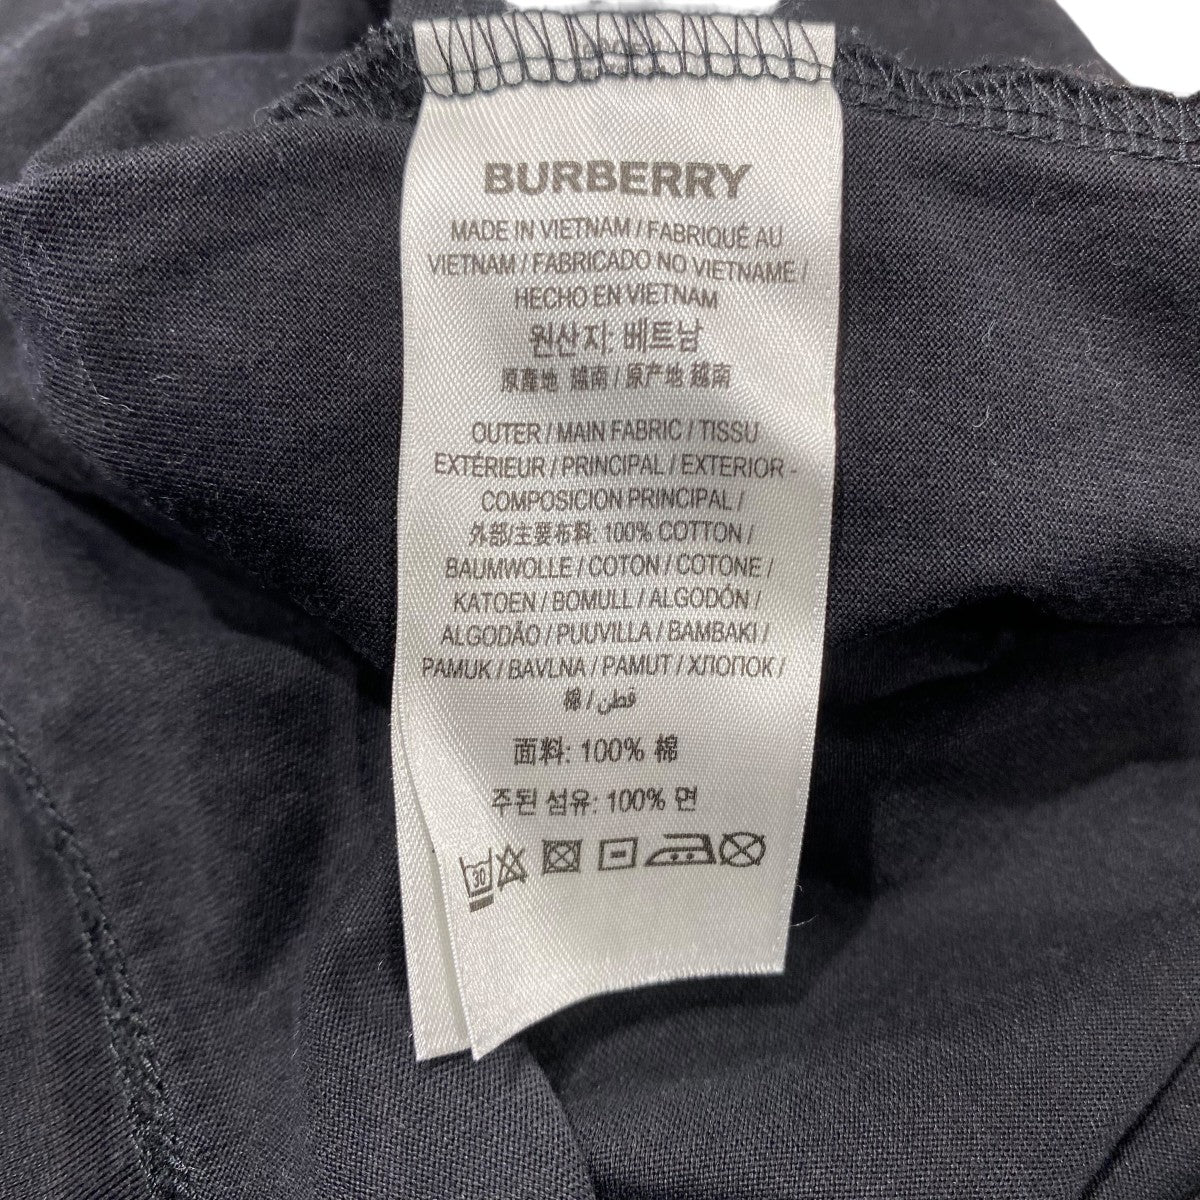 BURBERRY
MADE IN VIETNAM / FABRIQUÉ AU
VIETNAM / FABRICADO NO VIETNAME /
HECHO EN VIETNAM
원산지: 베트남
原產地 越南 / 原产地 越南
OUTER / MAIN FABRIC / TISSU
EXTÉRIEUR / PRINCIPAL / EXTERIOR -
COMPOSICION PRINCIPAL /
外部/主要布料: 100% COTTON /
BAUMWOLLE / COTON / COTONE /
KATOEN / BOMULL / ALGODÓN /
ALGODÃO / PUUVILLA / BAMBAKI /
PAMUK / BAVLNA / PAMUT / ХЛОПОК /
棉 / قطن
面料: 100% 棉
주된 섬유: 100% 면
30